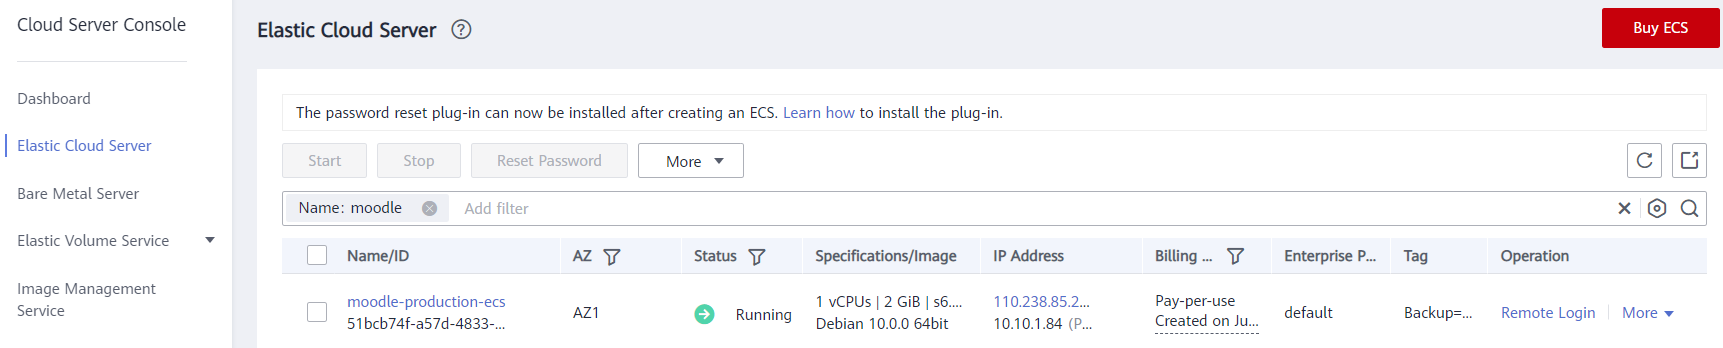 Cloud Server Console
Dashboard
Elastic Cloud Server
Bare Metal Server
Elastic Volume Service
Image Management
Service
Elastic Cloud Server ?
Buy ECS
The password reset plug-in can now be installed after creating an ECS. Learn how to install the plug-in.
Start Stop Reset Password More
Name: moodle Add filter
Name/ID AZ Status Specifications/Image IP Address Billing ... Enterprise P... Tag Operation
moodle-production-ecs 1 vCPUs | 2 GiB | s6.... 110.238.85.2... Pay-per-use
AZ1 Running default Backup=... Remote Login More
51bcb74f-a57d-4833-... Debian 10.0.0 64bit 10.10.1.84 (P... Created on Ju...